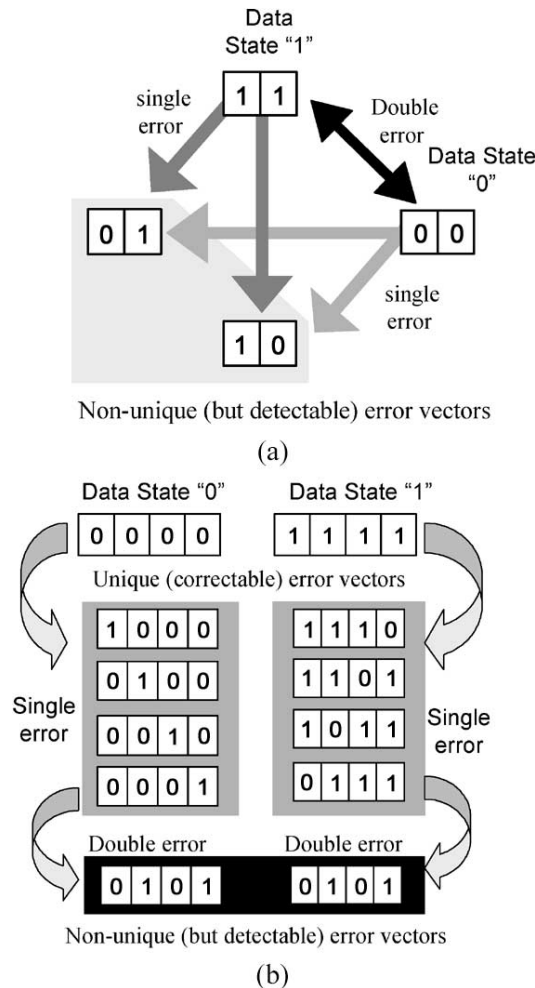 Data
State “1”
1 1
single
error
Double
error
Data State
“0”
0 1
0 0
single
error
1 0
Non-unique (but detectable) error vectors
(a)
Data State “0” Data State “1”
0 0 0 0 1 1 1 1
Unique (correctable) error vectors
1 0 0 0 1 1 1 0
0 1 0 0 1 1 0 1
Single
error
Single
error
0 0 1 0 1 0 1 1
0 0 0 1 0 1 1 1
Double error Double error
0 1 0 1 0 1 0 1
Non-unique (but detectable) error vectors
(b)